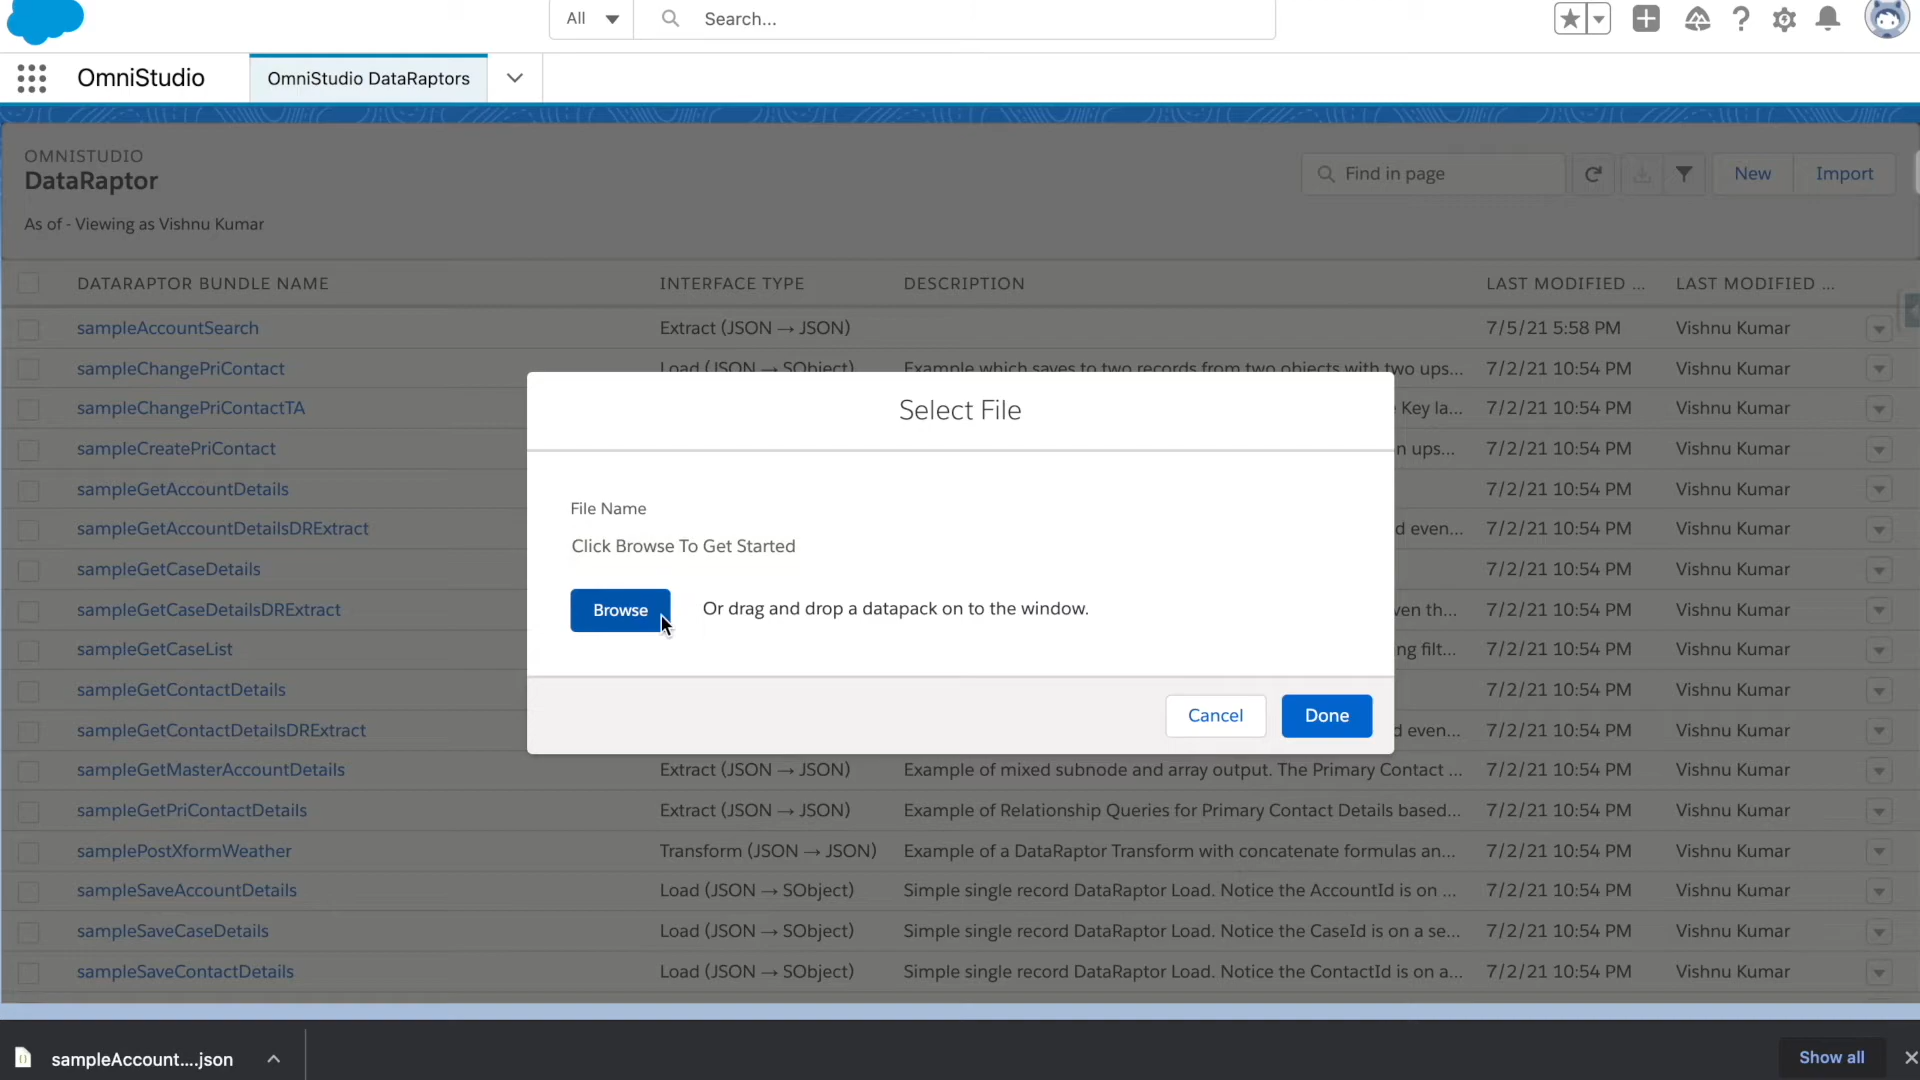 All
Search...
OmniStudio
OmniStudio DataRaptors
OMNISTUDIO
DataRaptor
As of - Viewing as Vishnu Kumar
Find in page
New
Import
DATARAPTOR BUNDLE NAME INTERFACE TYPE DESCRIPTION LAST MODIFIED ... LAST MODIFIED ...
sampleAccountSearch Extract (JSON → JSON) 7/5/21 5:58 PM Vishnu Kumar
sampleChangePriContact Load (JSON → SObject) Example which saves to two records from two objects with two ups... 7/2/21 10:54 PM Vishnu Kumar
sampleChangePriContactTA Key la... 7/2/21 10:54 PM Vishnu Kumar
sampleCreatePriContact n ups... 7/2/21 10:54 PM Vishnu Kumar
sampleGetAccountDetails 7/2/21 10:54 PM Vishnu Kumar
sampleGetAccountDetailsDRExtract d even... 7/2/21 10:54 PM Vishnu Kumar
sampleGetCaseDetails 7/2/21 10:54 PM Vishnu Kumar
sampleGetCaseDetailsDRExtract ven th... 7/2/21 10:54 PM Vishnu Kumar
sampleGetCaseList ng filt... 7/2/21 10:54 PM Vishnu Kumar
sampleGetContactDetails 7/2/21 10:54 PM Vishnu Kumar
sampleGetContactDetailsDRExtract d even... 7/2/21 10:54 PM Vishnu Kumar
sampleGetMasterAccountDetails Extract (JSON → JSON) Example of mixed subnode and array output. The Primary Contact ... 7/2/21 10:54 PM Vishnu Kumar
sampleGetPriContactDetails Extract (JSON → JSON) Example of Relationship Queries for Primary Contact Details based... 7/2/21 10:54 PM Vishnu Kumar
samplePostXformWeather Transform (JSON → JSON) Example of a DataRaptor Transform with concatenate formulas an... 7/2/21 10:54 PM Vishnu Kumar
sampleSaveAccountDetails Load (JSON → SObject) Simple single record DataRaptor Load. Notice the AccountId is on ... 7/2/21 10:54 PM Vishnu Kumar
sampleSaveCaseDetails Load (JSON → SObject) Simple single record DataRaptor Load. Notice the CaseId is on a se... 7/2/21 10:54 PM Vishnu Kumar
sampleSaveContactDetails Load (JSON → SObject) Simple single record DataRaptor Load. Notice the ContactId is on a... 7/2/21 10:54 PM Vishnu Kumar
Select File
File Name
Click Browse To Get Started
Browse
Or drag and drop a datapack on to the window.
Cancel
Done
sampleAccount....json
Show all